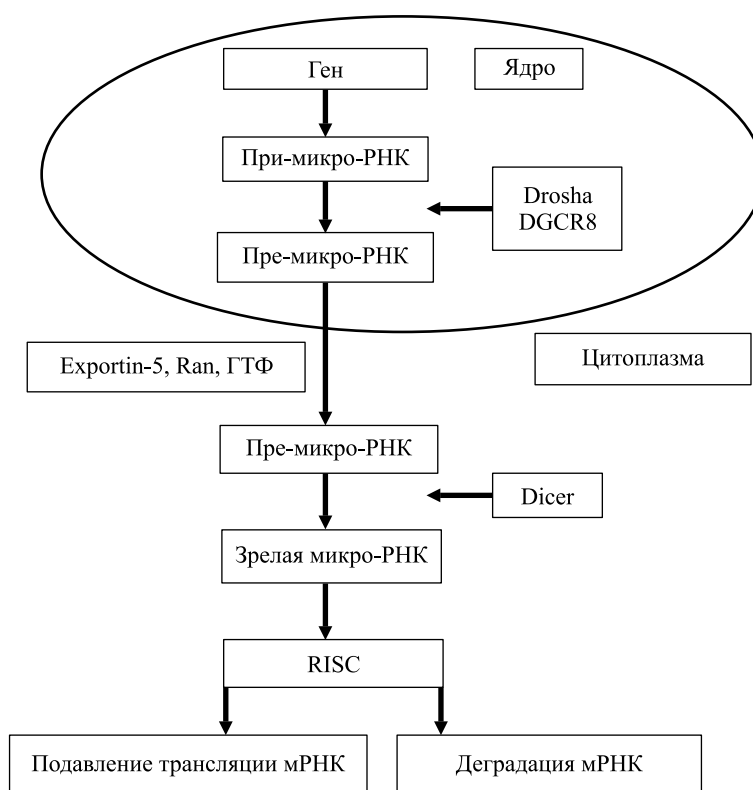 Ген
Ядро
При-микро-РНК
Drosha
DGCR8
Пре-микро-РНК
Exportin-5, Ran, ГТФ
Цитоплазма
Пре-микро-РНК
Dicer
Зрелая микро-РНК
RISC
Подавление трансляции мРНК
Деградация мРНК